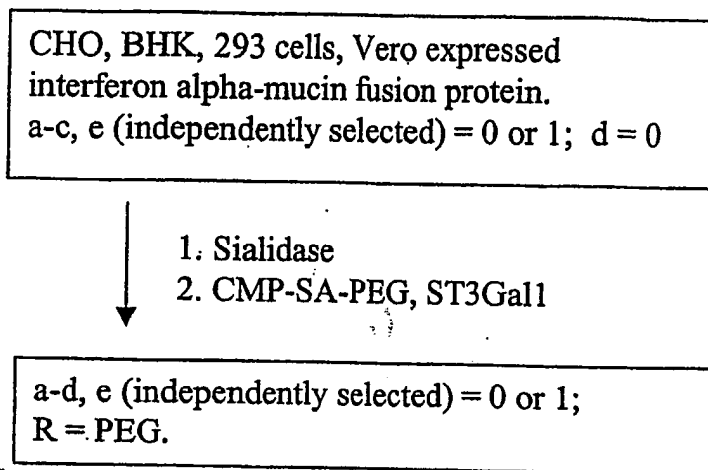 CHO, BHK, 293 cells, Vero expressed
interferon alpha-mucin fusion protein.
a-c, e (independently selected) = 0 or 1; d = 0
1. Sialidase
2. CMP-SA-PEG, ST3Gal1
a-d, e (independently selected) = 0 or 1;
R = PEG.